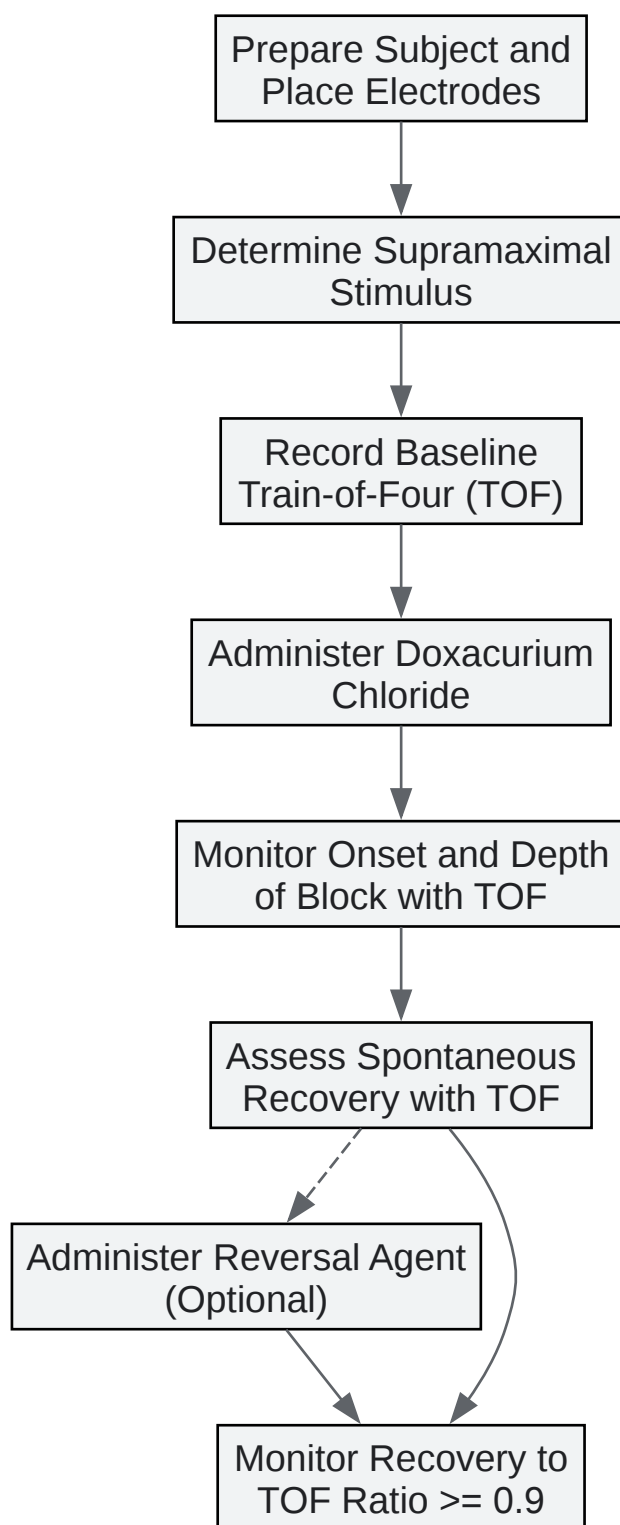 Prepare Subject and
Place Electrodes
Determine Supramaximal
Stimulus
Record Baseline
Train-of-Four (TOF)
Administer Doxacurium
Chloride
Monitor Onset and Depth
of Block with TOF
Assess Spontaneous
Recovery with TOF
Administer Reversal Agent
(Optional)
Monitor Recovery to
TOF Ratio >= 0.9